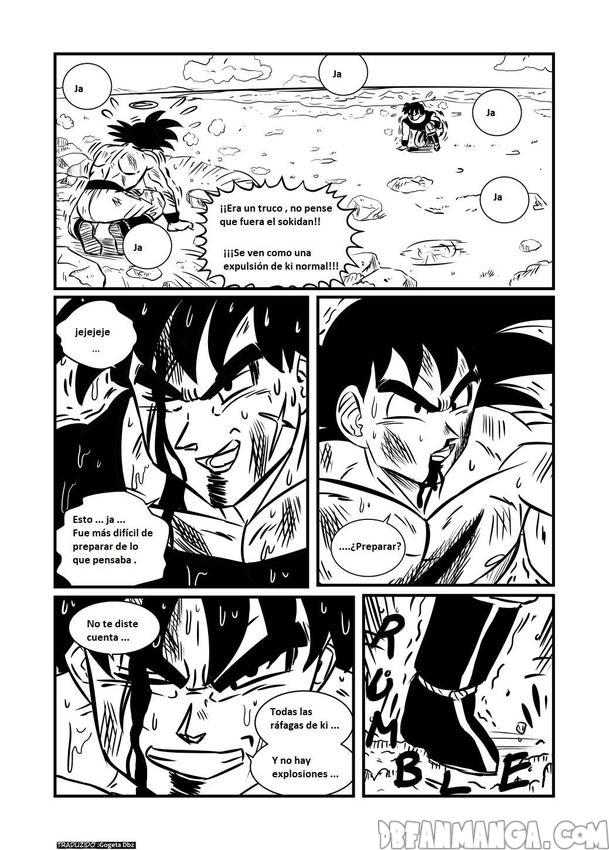 Ja
Ja
Ja
Ja
Ja
¡¡Era un truco , no pense
que fuera el sokidan!!
¡¡¡Se ven como una
expulsión de ki normal!!!
jejejeje
...
Esto ... ja ...
Fue más difícil de
preparar de lo
que pensaba .
....¿Preparar?
No te diste
cuenta ...
Todas las
ráfagas de ki ...
Y no hay
explosiones ...
RUMBLE
TRADUZIDO :Gogeta Dbz
DBFANMANGA.COM